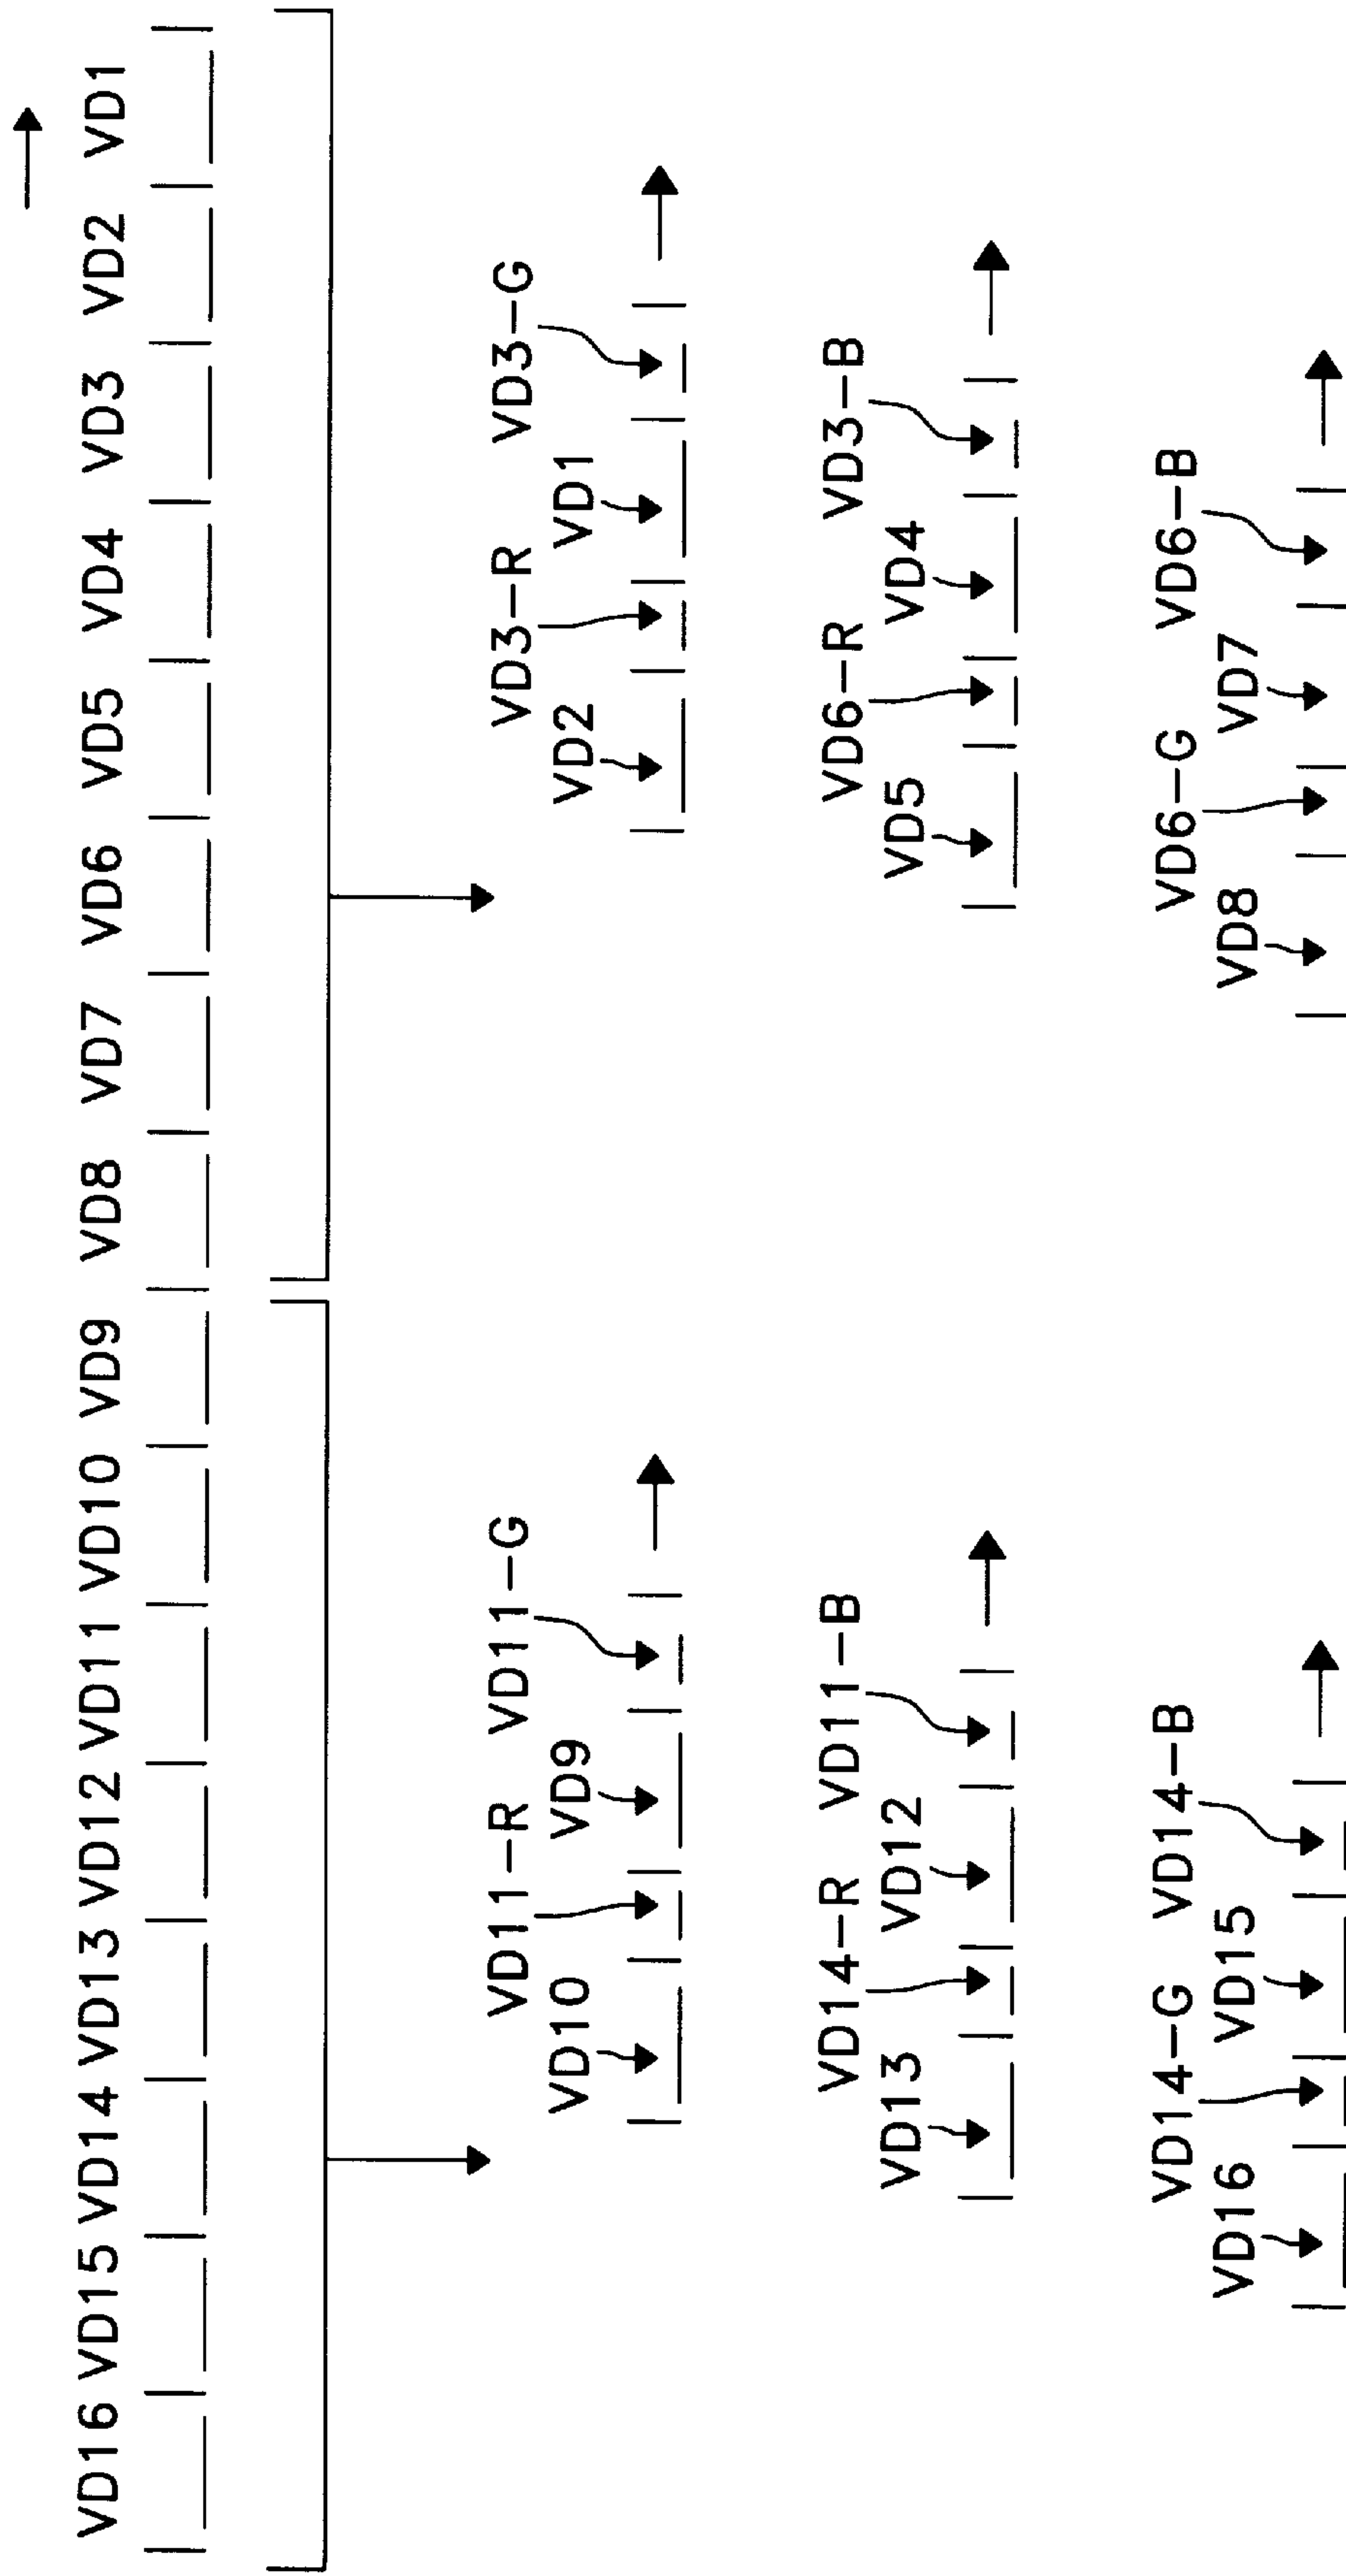 VD16 VD15 VD14 VD13 VD12 VD11 VD10 VD9 VD8 VD7 VD6 VD5 VD4 VD3 VD2 VD1
VD11-R VD11-G
VD10 VD9
VD3-R VD3-G
VD2 VD1
VD14-R VD11-B
VD13 VD12
VD6-R VD3-B
VD5 VD4
VD14-G VD14-B
VD16 VD15
VD6-G VD6-B
VD8 VD7